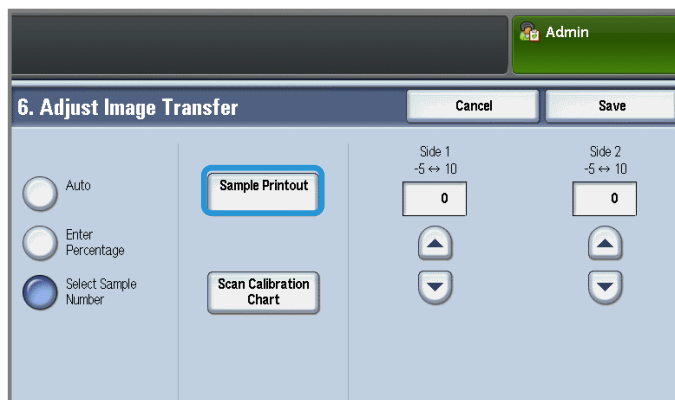 Admin
6. Adjust Image Transfer
Cancel
Save
Auto
Enter
Percentage
Select Sample
Number
Sample Printout
Scan Calibration
Chart
Side 1
-5 ↔ 10
0
Side 2
-5 ↔ 10
0